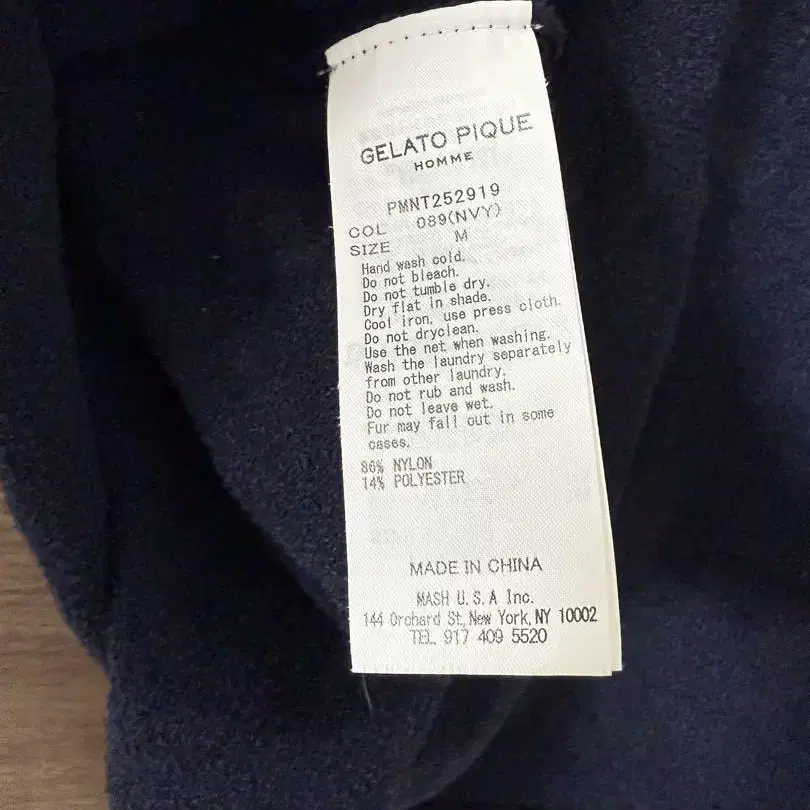 GELATO PIQUE
HOMME
PMNT252919
COL 089(NVY)
SIZE M
Hand wash cold.
Do not bleach.
Do not tumble dry.
Dry flat in shade.
Cool iron, use press cloth.
Do not dryclean.
Use the net when washing.
Wash the laundry separately
from other laundry.
Do not rub and wash.
Do not leave wet.
Fur may fall out in some
cases.
86% NYLON
14% POLYESTER
MADE IN CHINA
MASH U.S.A Inc.
144 Orchard St, New York, NY 10002
TEL. 917 409 5520